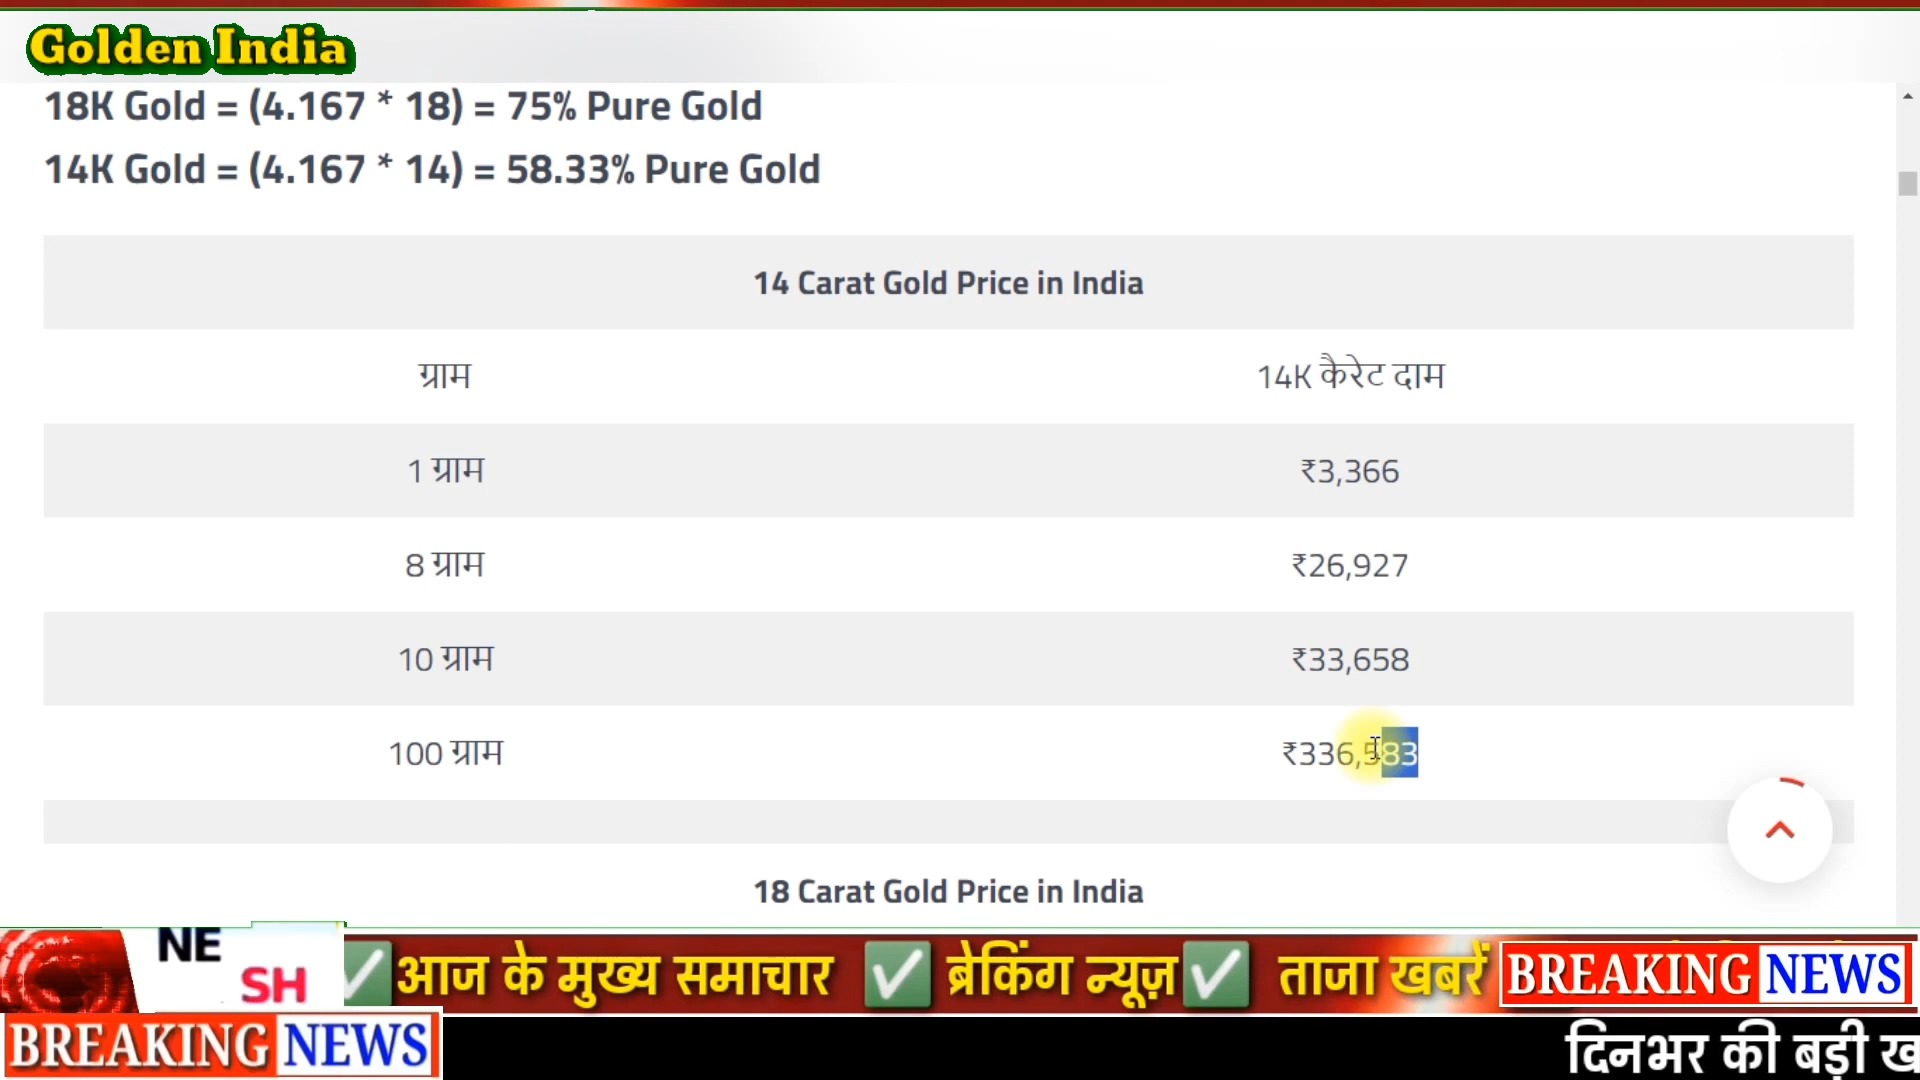 Golden India
18K Gold = (4.167 * 18) = 75% Pure Gold
14K Gold = (4.167 * 14) = 58.33% Pure Gold
14 Carat Gold Price in India
ग्राम 14K कैरेट दाम
1 ग्राम ₹3,366
8 ग्राम ₹26,927
10 ग्राम ₹33,658
100 ग्राम ₹336,583
18 Carat Gold Price in India
NE
SH
आज के मुख्य समाचार ब्रेकिंग न्यूज़ ताजा खबरें BREAKING NEWS
BREAKING NEWS दिनभर की बड़ी ख